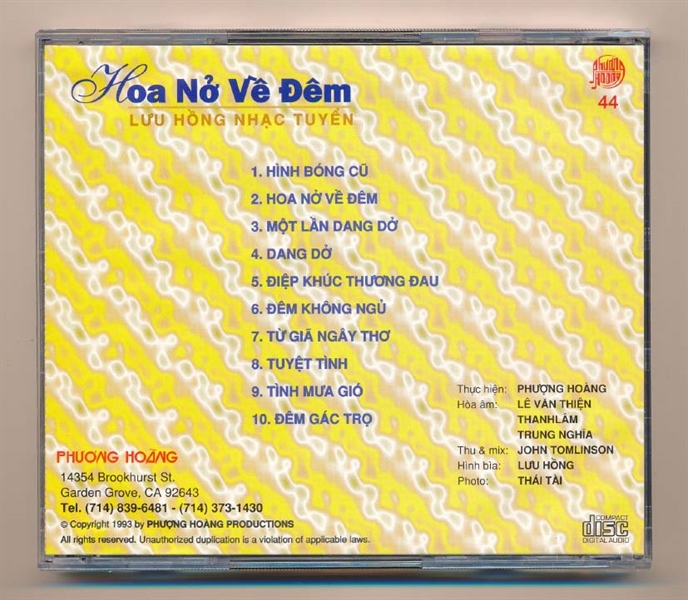 Hoa Nở Về Đêm
LƯU HỒNG NHẠC TUYỂN
PHƯỢNG
HOÀNG
44
1. HÌNH BÓNG CŨ
2. HOA NỞ VỀ ĐÊM
3. MỘT LẦN DANG DỞ
4. DANG DỞ
5. ĐIỆP KHÚC THƯƠNG ĐAU
6. ĐÊM KHÔNG NGỦ
7. TỪ GIÃ NGÂY THƠ
8. TUYỆT TÌNH
9. TÌNH MƯA GIÓ
10. ĐÊM GÁC TRỌ
Thực hiện: PHƯỢNG HOÀNG
Hòa âm: LÊ VĂN THIỆN
THANH LÂM
TRUNG NGHĨA
Thu & mix: JOHN TOMLINSON
Hình bìa: LƯU HỒNG
Photo: THÁI TÀI
PHƯỢNG HOÀNG
14354 Brookhurst St.
Garden Grove, CA 92643
Tel. (714) 839-6481 - (714) 373-1430
© Copyright 1993 by PHƯỢNG HOÀNG PRODUCTIONS
All rights reserved. Unauthorized duplication is a violation of applicable laws.
COMPACT
disc
DIGITAL AUDIO